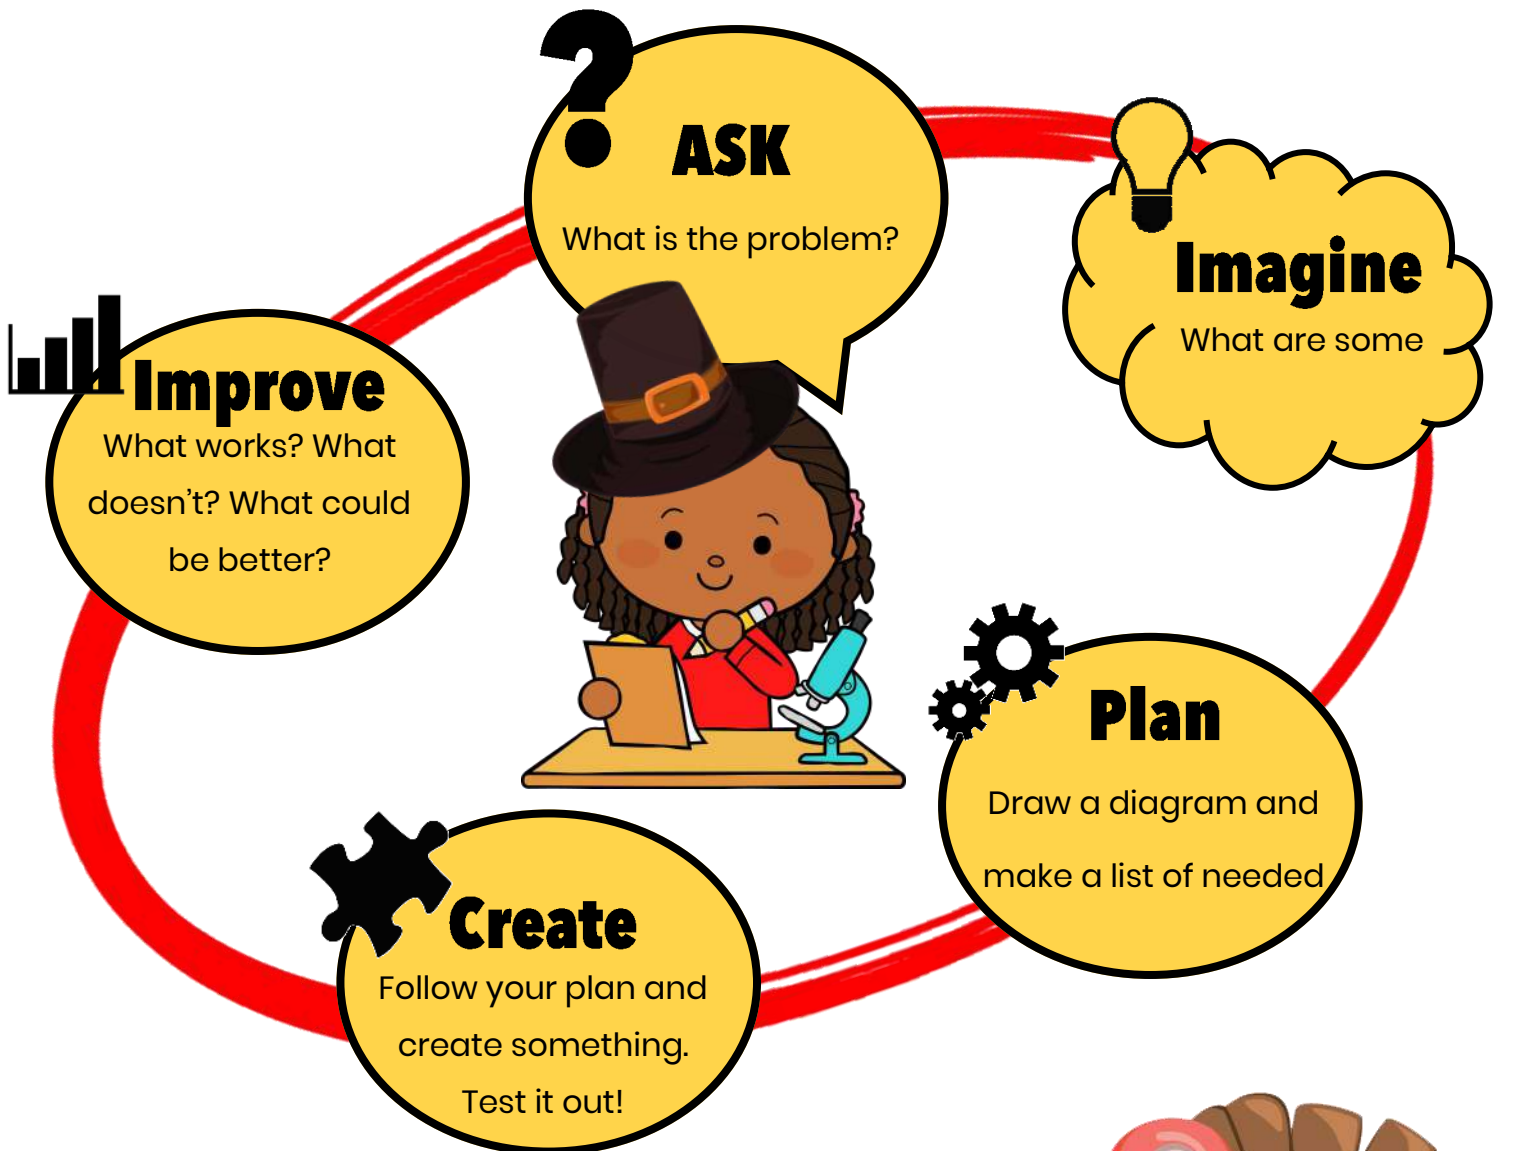 ASK
What is the problem?
Imagine
What are some
Plan
Draw a diagram and
make a list of needed
Create
Follow your plan and
create something.
Test it out!
Improve
What works? What
doesn't? What could
be better?